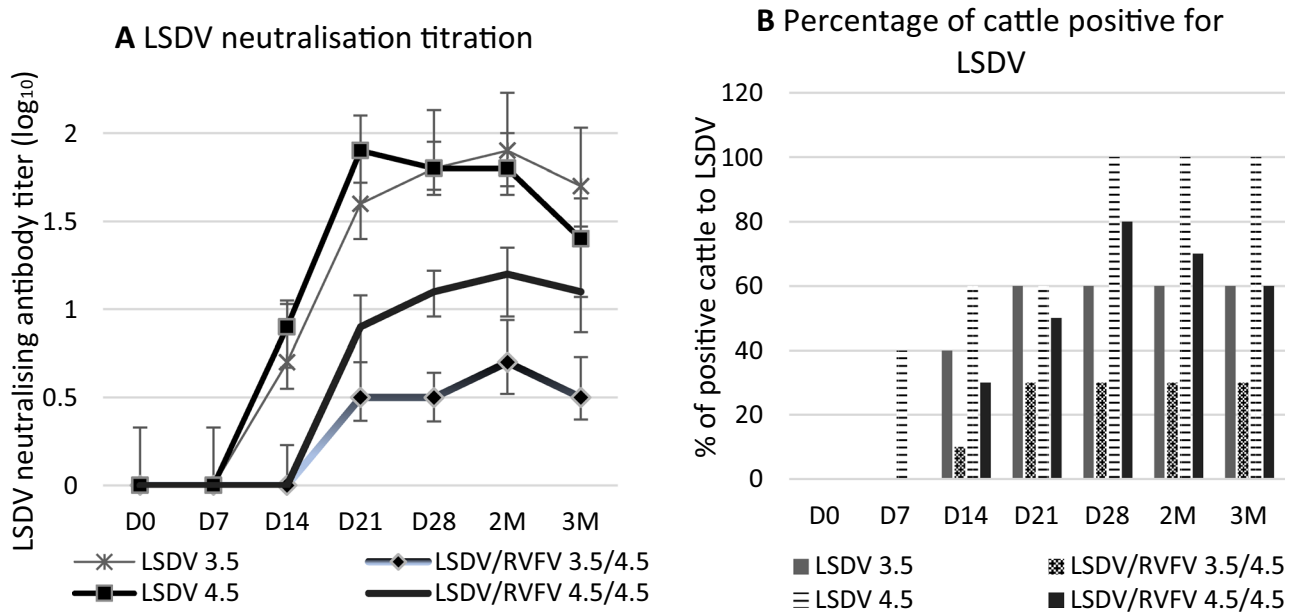 A LSDV neutralisation titration
LSDV neutralising antibody titer (log10)
2
1.5
1
0.5
0
D0 D7 D14 D21 D28 2M 3M
LSDV 3.5 LSDV/RVFV 3.5/4.5
LSDV 4.5 LSDV/RVFV 4.5/4.5
B Percentage of cattle positive for
LSDV
% of positive cattle to LSDV
120
100
80
60
40
20
0
D0 D7 D14 D21 D28 2M 3M
LSDV 3.5 LSDV/RVFV 3.5/4.5
LSDV 4.5 LSDV/RVFV 4.5/4.5